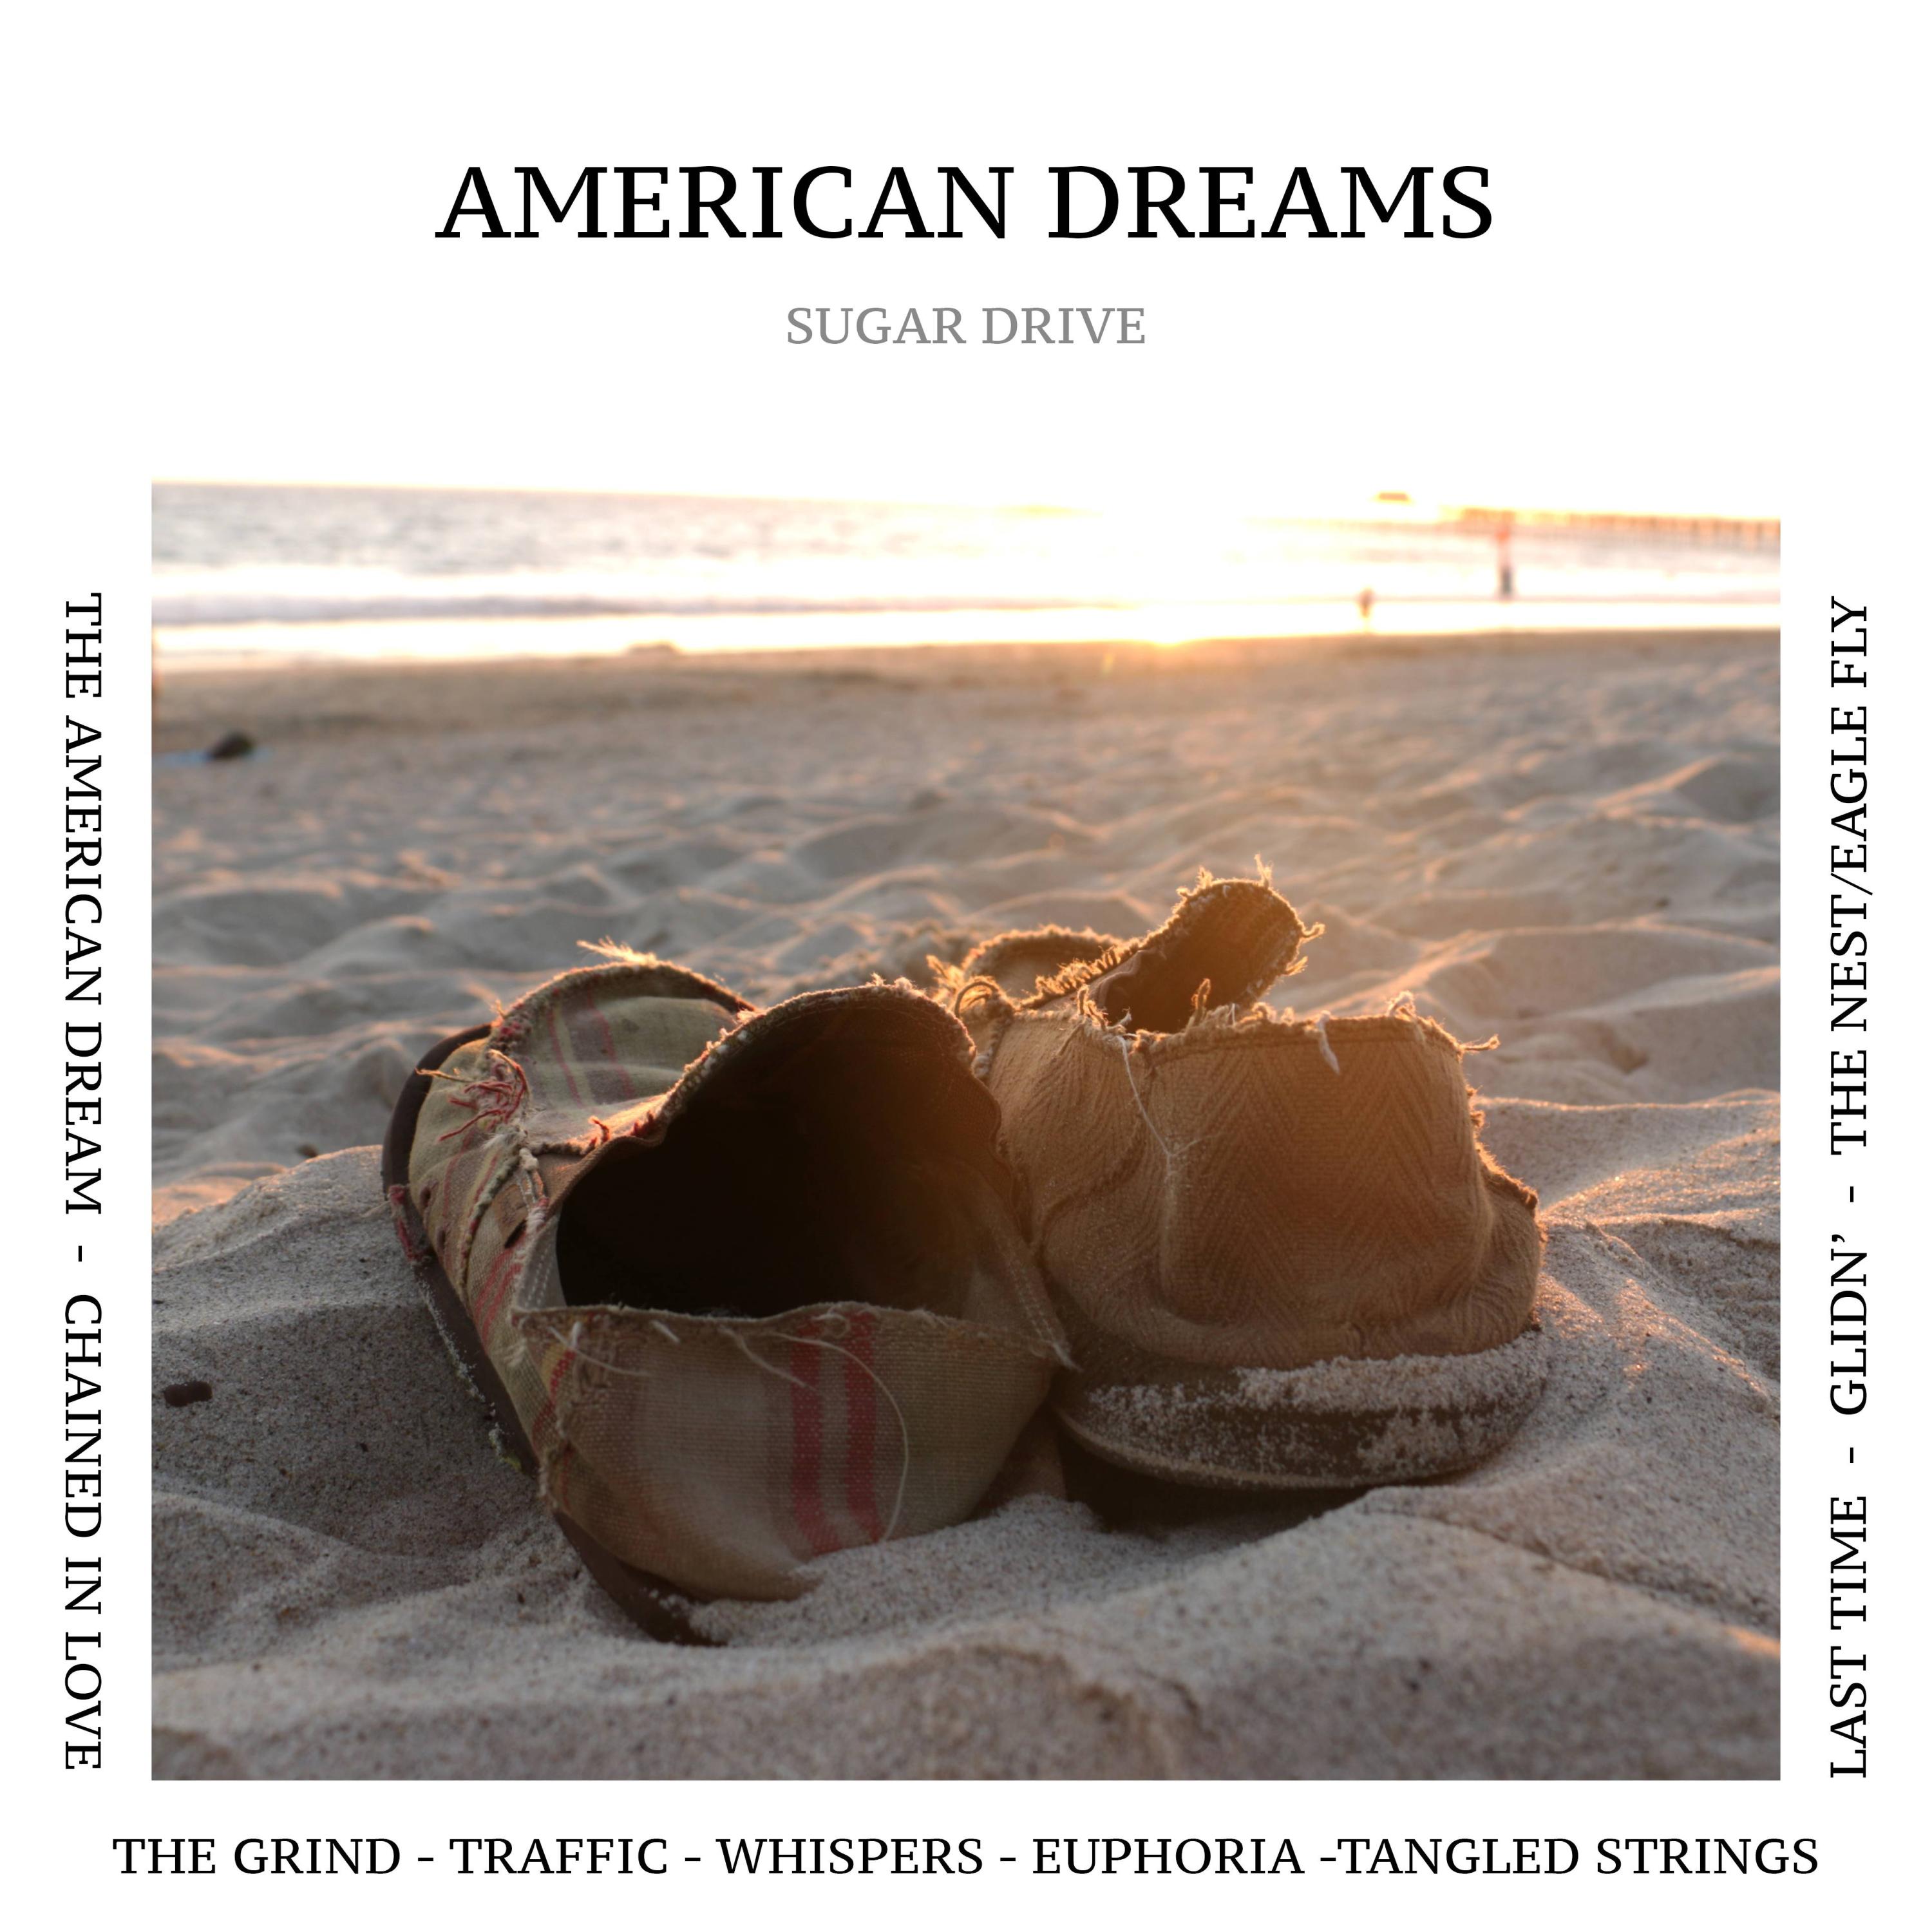 AMERICAN DREAMS
SUGAR DRIVE
THE AMERICAN DREAM - CHAINED IN LOVE
THE GRIND - TRAFFIC - WHISPERS - EUPHORIA -TANGLED STRINGS
LAST TIME - GLIDN' - THE NEST/EAGLE FLY